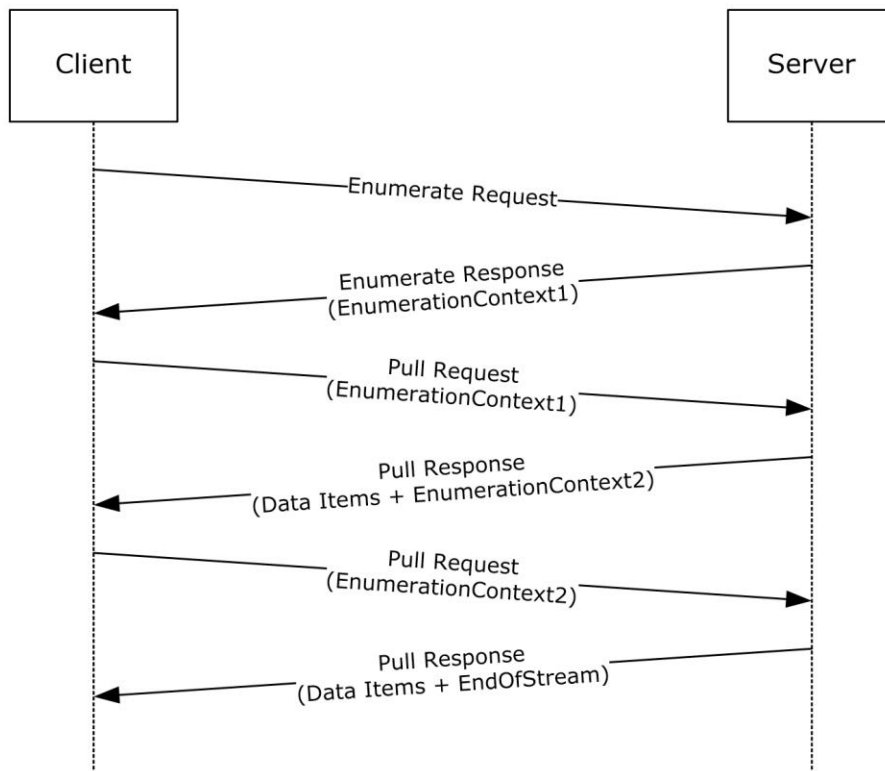 Client
Server
Enumerate Request
Enumerate Response
(EnumerationContext1)
Pull Request
(EnumerationContext1)
Pull Response
(Data Items + EnumerationContext2)
Pull Request
(EnumerationContext2)
Pull Response
(Data Items + EndOfStream)